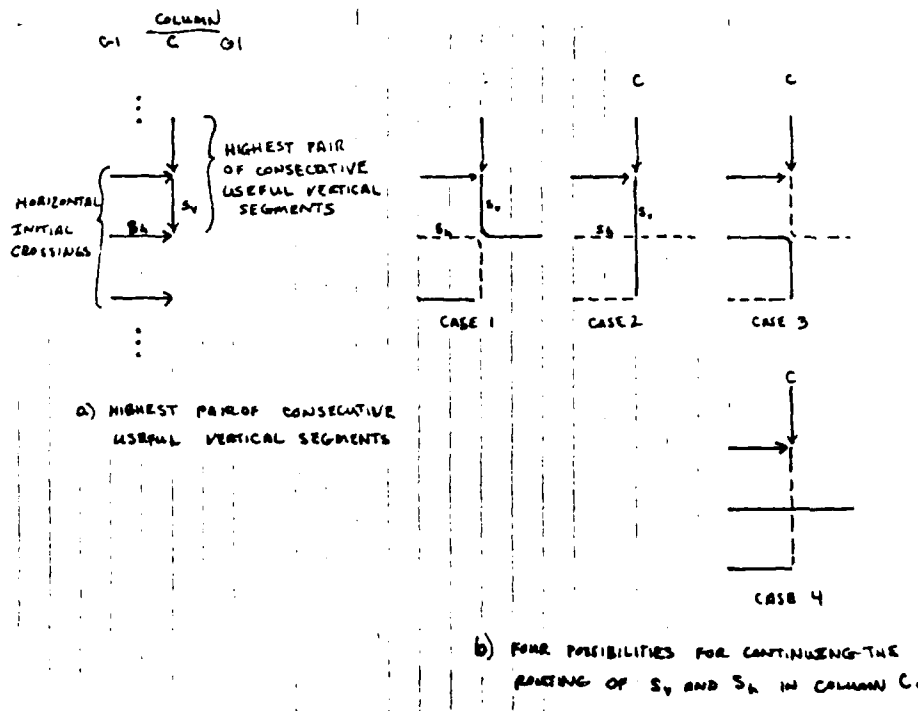 COLUMN
C-1 C C+1
HIGHEST PAIR
OF CONSECUTIVE
USEFUL VERTICAL
SEGMENTS
HORIZONTAL
INITIAL
CROSSINGS
Sv
Sh
a) HIGHEST PAIR OF CONSECUTIVE
USEFUL VERTICAL SEGMENTS
C C
Sv
Sh
Sv
Sh
CASE 1 CASE 2 CASE 3
C
CASE 4
b) FOUR POSSIBILITIES FOR CONTINUING THE
ROUTING OF Sv AND Sh IN COLUMN C.